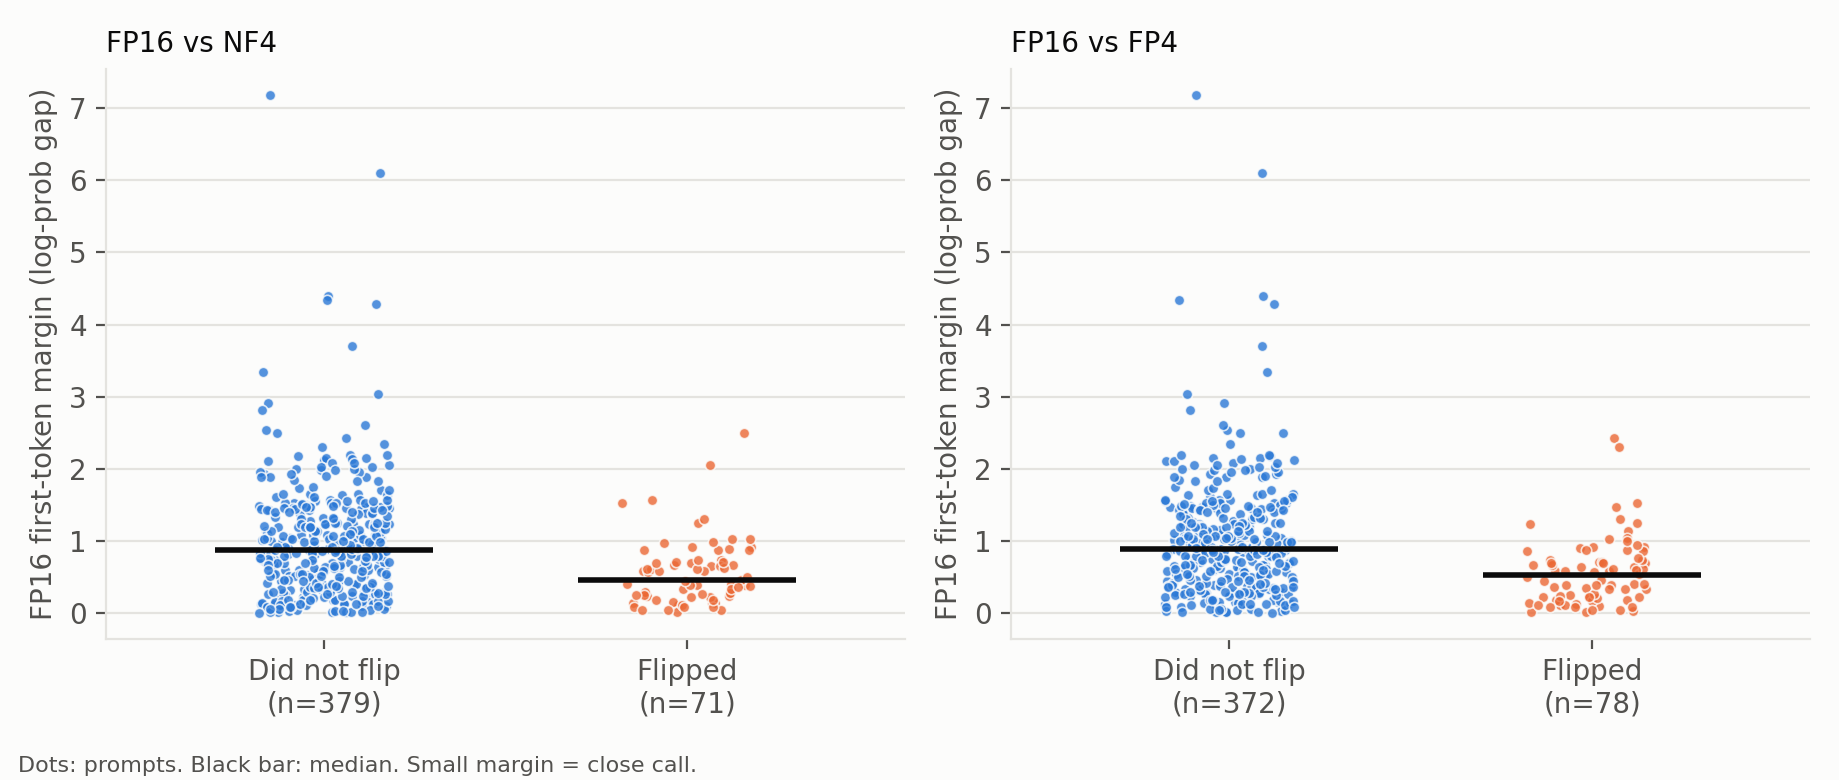 FP16 vs NF4
FP16 first-token margin (log-prob gap)
7
6
5
4
3
2
1
0
Did not flip
(n=379)
Flipped
(n=71)
FP16 vs FP4
FP16 first-token margin (log-prob gap)
7
6
5
4
3
2
1
0
Did not flip
(n=372)
Flipped
(n=78)
Dots: prompts. Black bar: median. Small margin = close call.